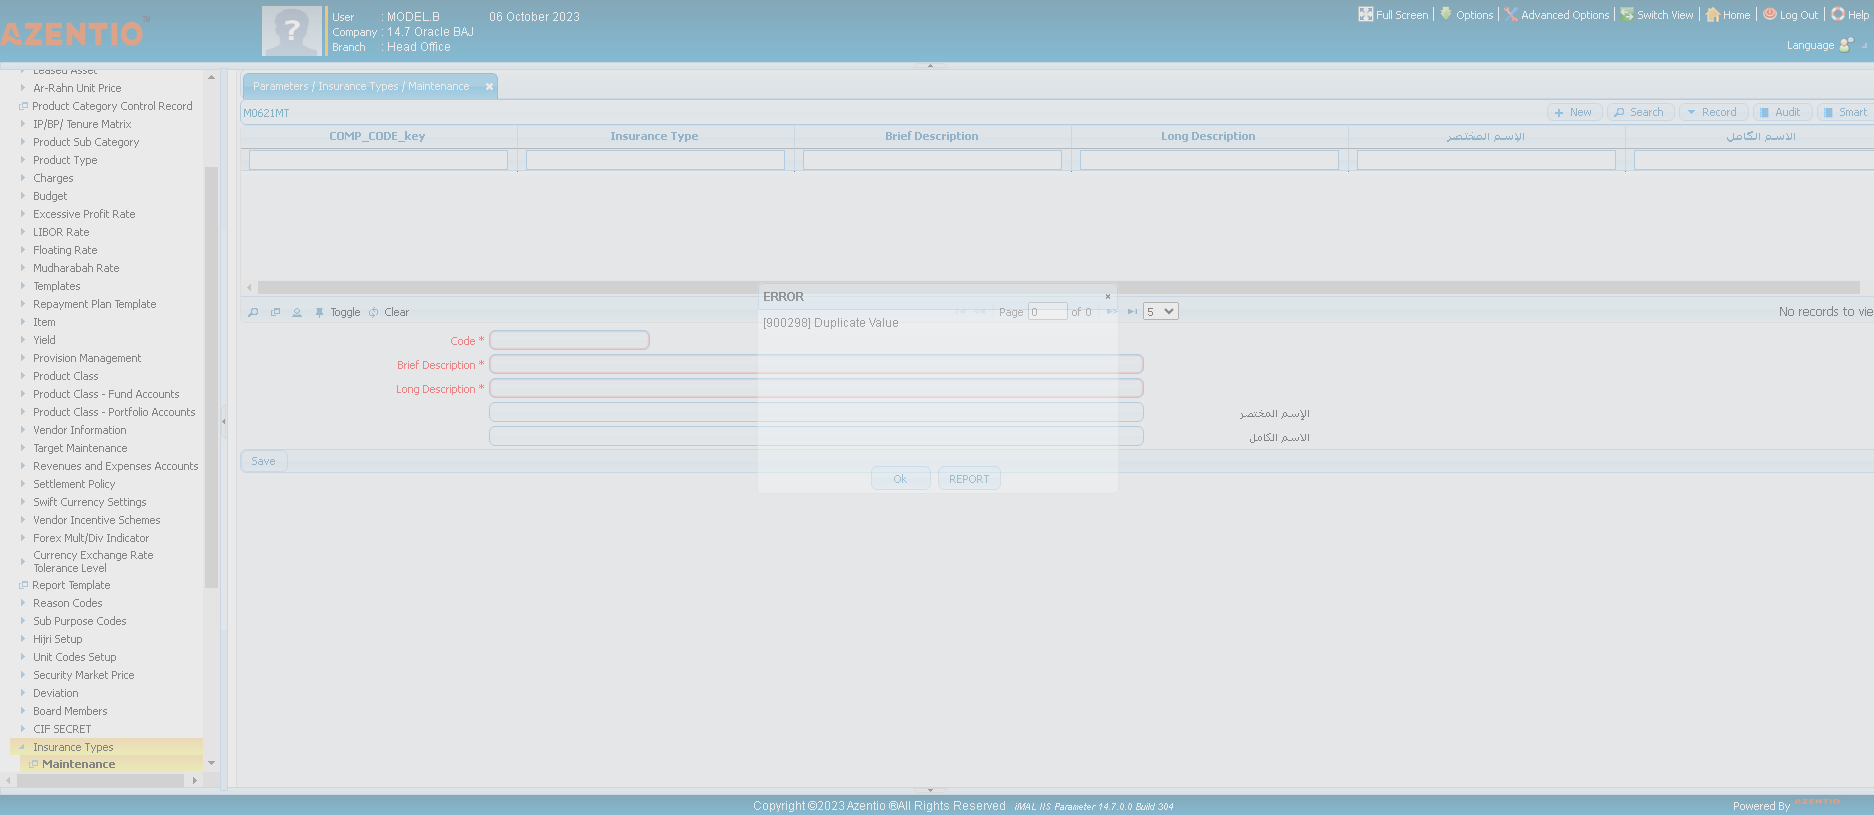 AZENTIO™
User : MODEL.B 06 October 2023
Company : 14.7 Oracle BAJ
Branch : Head Office
Full Screen Options Advanced Options Switch View Home Log Out Help
Language
Leased Asset
Ar-Rahn Unit Price
Product Category Control Record
IP/BP/ Tenure Matrix
Product Sub Category
Product Type
Charges
Budget
Excessive Profit Rate
LIBOR Rate
Floating Rate
Mudharabah Rate
Templates
Repayment Plan Template
Item
Yield
Provision Management
Product Class
Product Class - Fund Accounts
Product Class - Portfolio Accounts
Vendor Information
Target Maintenance
Revenues and Expenses Accounts
Settlement Policy
Swift Currency Settings
Vendor Incentive Schemes
Forex Mult/Div Indicator
Currency Exchange Rate
Tolerance Level
Report Template
Reason Codes
Sub Purpose Codes
Hijri Setup
Unit Codes Setup
Security Market Price
Deviation
Board Members
CIF SECRET
Insurance Types
Maintenance
Parameters / Insurance Types / Maintenance
M0621MT
New Search Record Audit Smart
COMP_CODE_key Insurance Type Brief Description Long Description الإسم المختصر الاسم الكامل
Toggle Clear Page 0 of 0 5 No records to vie
Code *
Brief Description *
Long Description *
الإسم المختصر
الاسم الكامل
Save
ERROR
[900298] Duplicate Value
Ok REPORT
Copyright ©2023 Azentio ®All Rights Reserved iMAL IIS Parameter 14.7.0.0 Build 304
Powered By AZENTIO